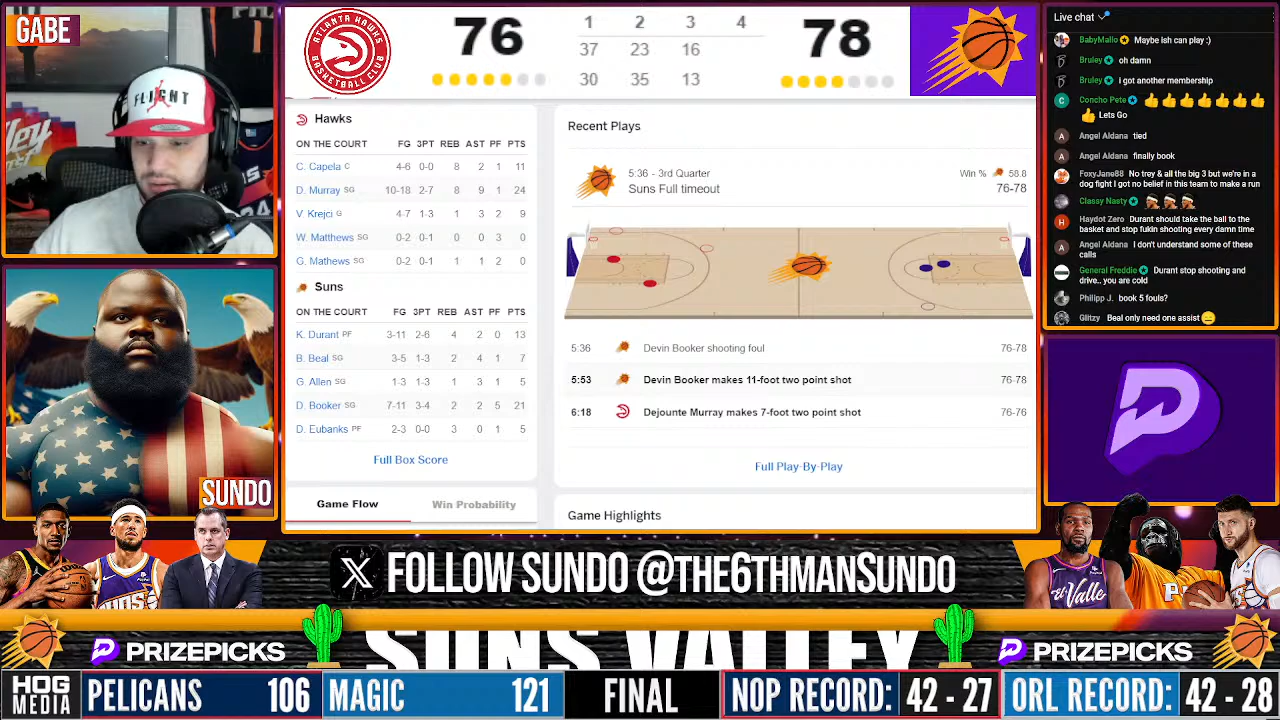 GABE
FLIGHT
SUNDO
ATLANTA HAWKS
BASKETBALL CLUB
76
1 2 3 4
37 23 16
30 35 13
78
Hawks
ON THE COURT FG 3PT REB AST PF PTS
C. Capela C 4-6 0-0 8 2 1 11
D. Murray SG 10-18 2-7 8 9 1 24
V. Krejci G 4-7 1-3 1 3 2 9
W. Matthews SG 0-2 0-1 0 0 3 0
G. Mathews SG 0-2 0-1 1 1 2 0
Suns
ON THE COURT FG 3PT REB AST PF PTS
K. Durant PF 3-11 2-6 4 2 0 13
B. Beal SG 3-5 1-3 2 4 1 7
G. Allen SG 1-3 1-3 1 3 1 5
D. Booker SG 7-11 3-4 2 2 5 21
D. Eubanks PF 2-3 0-0 3 0 1 5
Full Box Score
Game Flow Win Probability
Recent Plays
5:36 - 3rd Quarter
Suns Full timeout
Win % 58.8
76-78
5:36 Devin Booker shooting foul 76-78
5:53 Devin Booker makes 11-foot two point shot 76-78
6:18 Dejounte Murray makes 7-foot two point shot 76-76
Full Play-By-Play
Game Highlights
Live chat
BabyMallo Maybe Ish can play :)
Bruley oh damn
Bruley I got another membership
Concho Pete 👍👍👍👍👍👍👍
👍 Lets Go
Angel Aldana tied
Angel Aldana finally book
Foxyjane88 No trey & all the big 3 but we're in a
dog fight I got no belief in this team to make a run
Classy Nasty
Haydot Zero Durant should take the ball to the
basket and stop fukin shooting every damn time
Angel Aldana I don't understand some of these
calls
General Freddie Durant stop shooting and
drive.. you are cold
Philipp J. book 5 fouls?
Glitzy Beal only need one assist 😑
X FOLLOW SUNDO @THE6THMANSUNDO
PRIZEPICKS
SUNS VALLEY
PRIZEPICKS
HOG
MEDIA
PELICANS 106 MAGIC 121 FINAL NOP RECORD: 42 - 27 ORL RECORD: 42 - 28